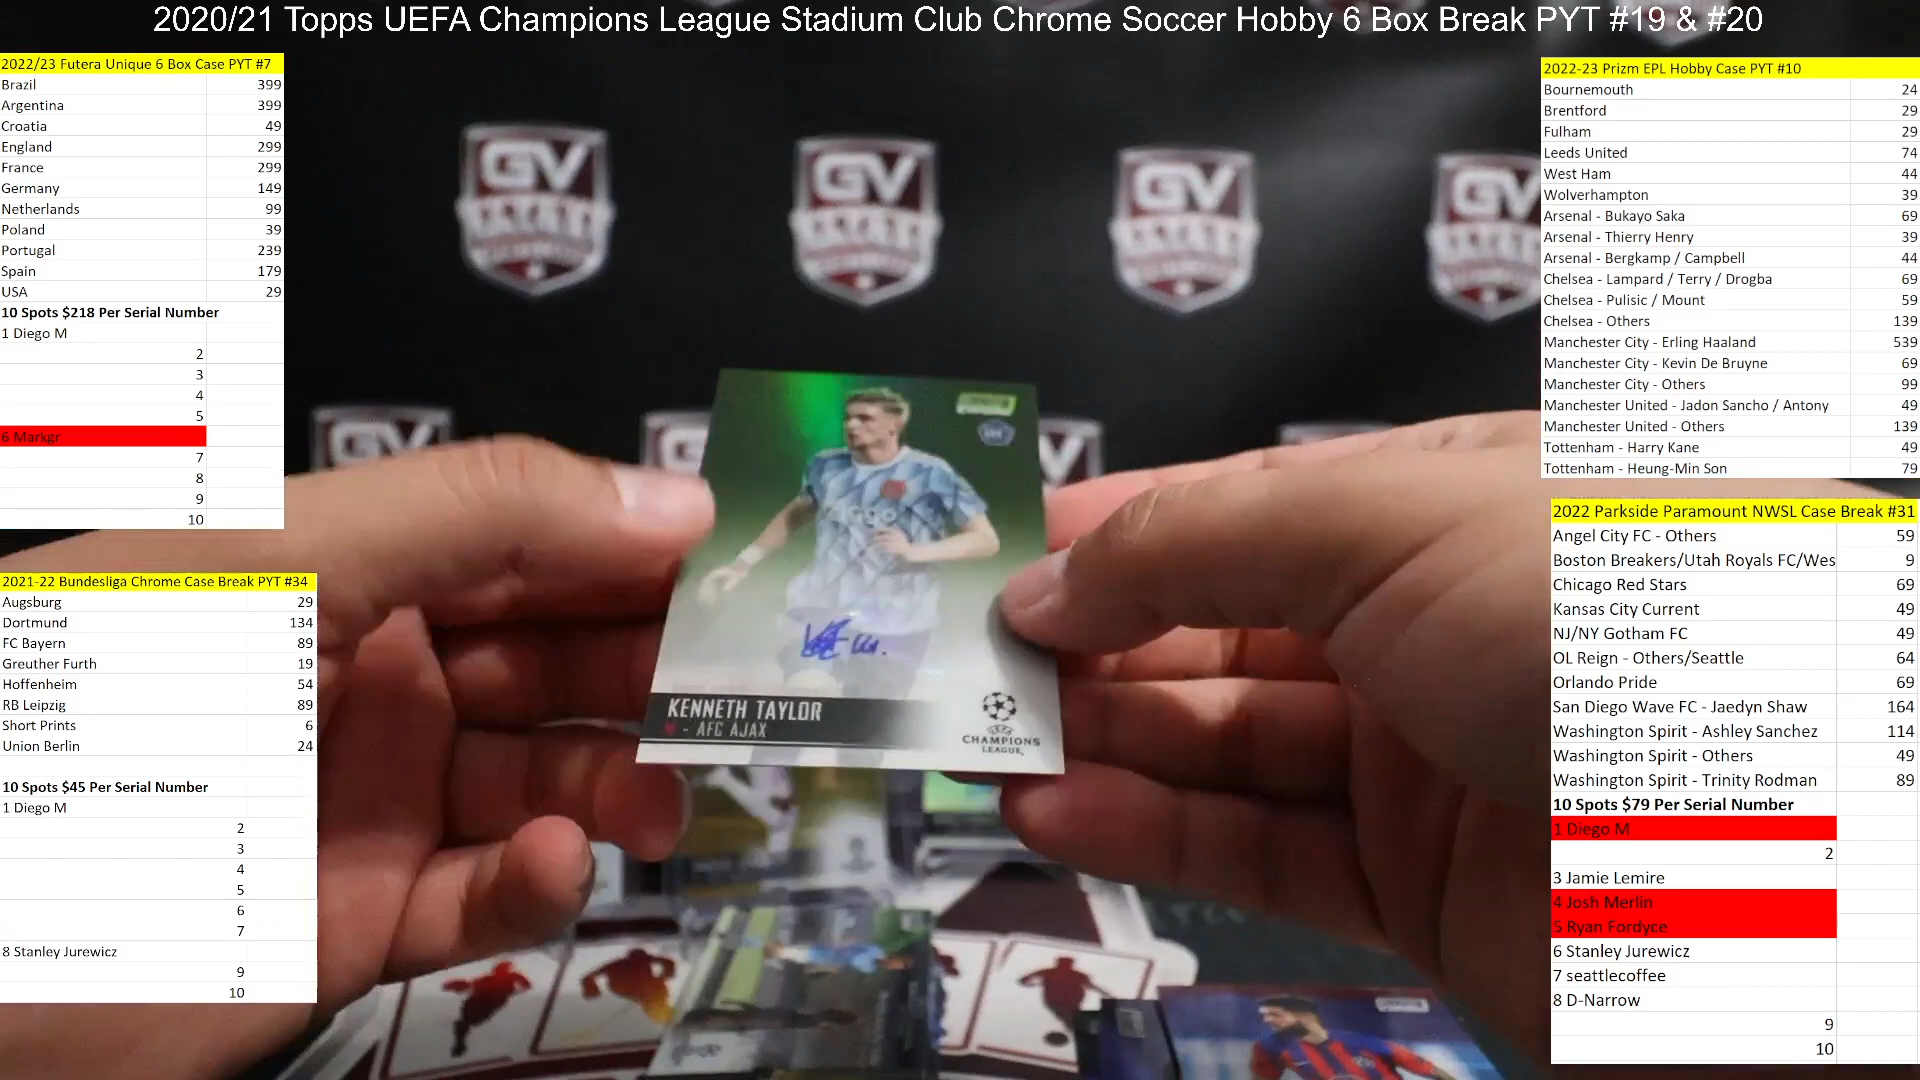 2020/21 Topps UEFA Champions League Stadium Club Chrome Soccer Hobby 6 Box Break PYT #19 & #20
2022/23 Futera Unique 6 Box Case PYT #7
Brazil 399
Argentina 399
Croatia 49
England 299
France 299
Germany 149
Netherlands 99
Poland 39
Portugal 239
Spain 179
USA 29
10 Spots $218 Per Serial Number
1 Diego M
2
3
4
5
6 Markgr
7
8
9
10
2021-22 Bundesliga Chrome Case Break PYT #34
Augsburg 29
Dortmund 134
FC Bayern 89
Greuther Furth 19
Hoffenheim 54
RB Leipzig 89
Short Prints 6
Union Berlin 24
10 Spots $45 Per Serial Number
1 Diego M
2
3
4
5
6
7
8 Stanley Jurewicz
9
10
GV
GV
GV
GV
GV
KENNETH TAYLOR
M - AFC AJAX
CHAMPIONS
LEAGUE
2022-23 Prizm EPL Hobby Case PYT #10
Bournemouth 24
Brentford 29
Fulham 29
Leeds United 74
West Ham 44
Wolverhampton 39
Arsenal - Bukayo Saka 69
Arsenal - Thierry Henry 39
Arsenal - Bergkamp / Campbell 44
Chelsea - Lampard / Terry / Drogba 69
Chelsea - Pulisic / Mount 59
Chelsea - Others 139
Manchester City - Erling Haaland 539
Manchester City - Kevin De Bruyne 69
Manchester City - Others 99
Manchester United - Jadon Sancho / Antony 49
Manchester United - Others 139
Tottenham - Harry Kane 49
Tottenham - Heung-Min Son 79
2022 Parkside Paramount NWSL Case Break #31
Angel City FC - Others 59
Boston Breakers/Utah Royals FC/Wes 9
Chicago Red Stars 69
Kansas City Current 49
NJ/NY Gotham FC 49
OL Reign - Others/Seattle 64
Orlando Pride 69
San Diego Wave FC - Jaedyn Shaw 164
Washington Spirit - Ashley Sanchez 114
Washington Spirit - Others 49
Washington Spirit - Trinity Rodman 89
10 Spots $79 Per Serial Number
1 Diego M
2
3 Jamie Lemire
4 Josh Merlin
5 Ryan Fordyce
6 Stanley Jurewicz
7 seattlecoffee
8 D-Narrow
9
10